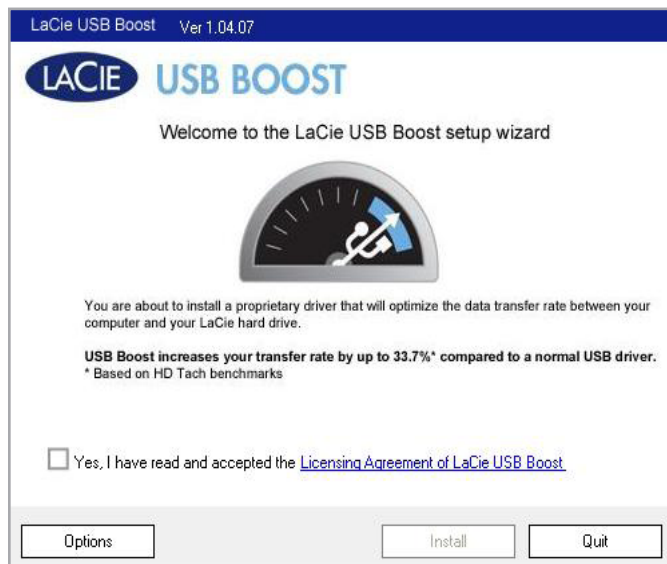 LaCie USB Boost Ver 1.04.07
LACIE USB BOOST
Welcome to the LaCie USB Boost setup wizard
You are about to install a proprietary driver that will optimize the data transfer rate between your
computer and your LaCie hard drive.
USB Boost increases your transfer rate by up to 33.7%* compared to a normal USB driver.
* Based on HD Tach benchmarks
Yes, I have read and accepted the Licensing Agreement of LaCie USB Boost
Options Install Quit